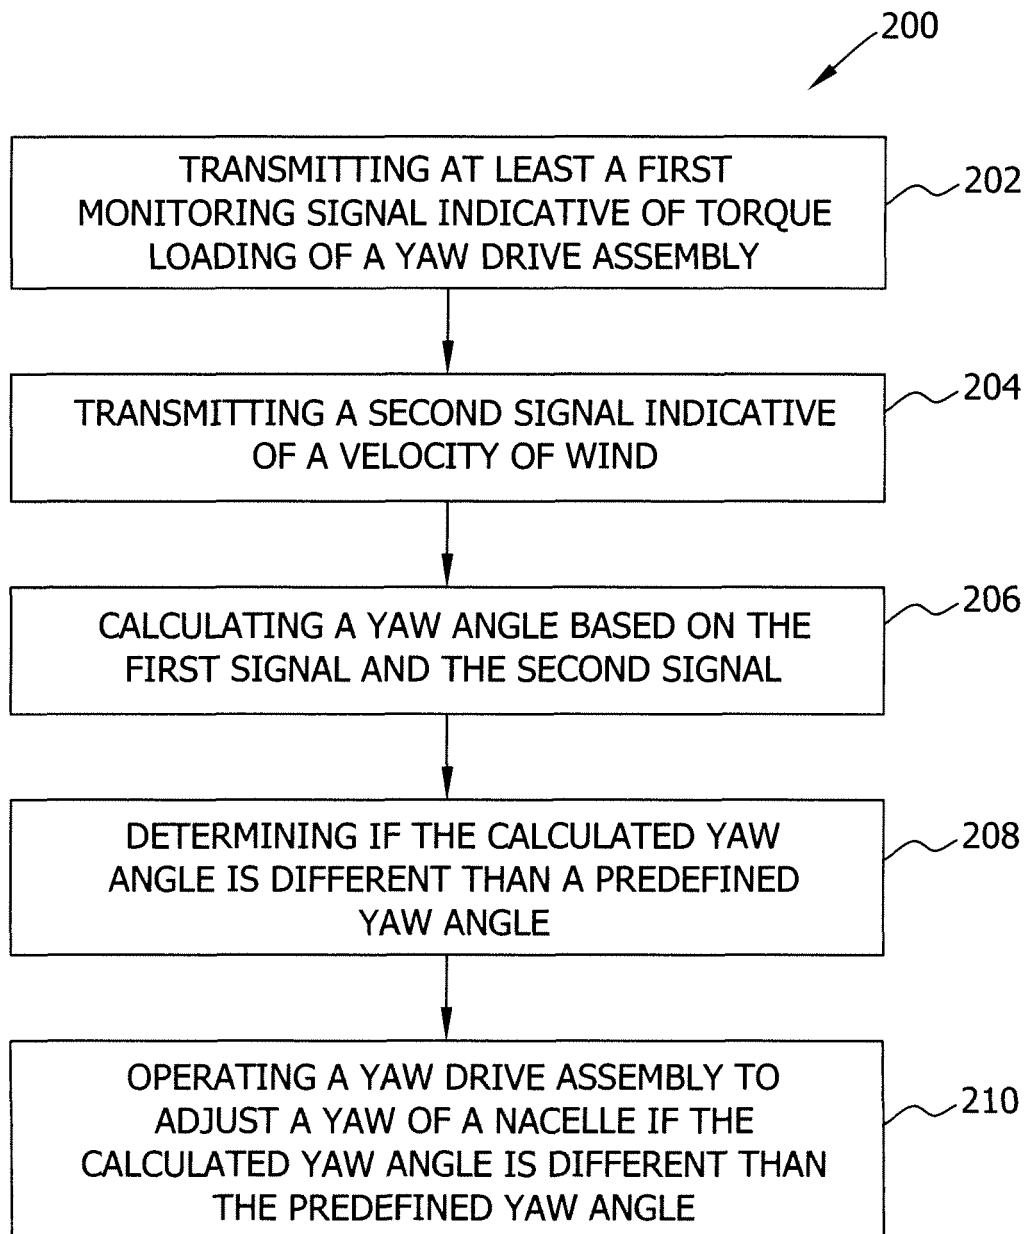 200
TRANSMITTING AT LEAST A FIRST
MONITORING SIGNAL INDICATIVE OF TORQUE
LOADING OF A YAW DRIVE ASSEMBLY
202
TRANSMITTING A SECOND SIGNAL INDICATIVE
OF A VELOCITY OF WIND
204
CALCULATING A YAW ANGLE BASED ON THE
FIRST SIGNAL AND THE SECOND SIGNAL
206
DETERMINING IF THE CALCULATED YAW
ANGLE IS DIFFERENT THAN A PREDEFINED
YAW ANGLE
208
OPERATING A YAW DRIVE ASSEMBLY TO
ADJUST A YAW OF A NACELLE IF THE
CALCULATED YAW ANGLE IS DIFFERENT THAN
THE PREDEFINED YAW ANGLE
210